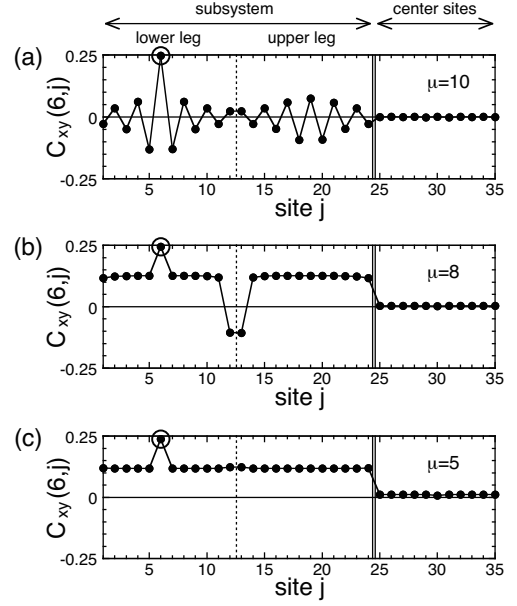 subsystem center sites
lower leg upper leg
(a)
0.25
0
-0.25
C_xy(6,j)
μ=10
5 10 15 20 25 30 35
site j
(b)
0.25
0
-0.25
C_xy(6,j)
μ=8
5 10 15 20 25 30 35
site j
(c)
0.25
0
-0.25
C_xy(6,j)
μ=5
5 10 15 20 25 30 35
site j